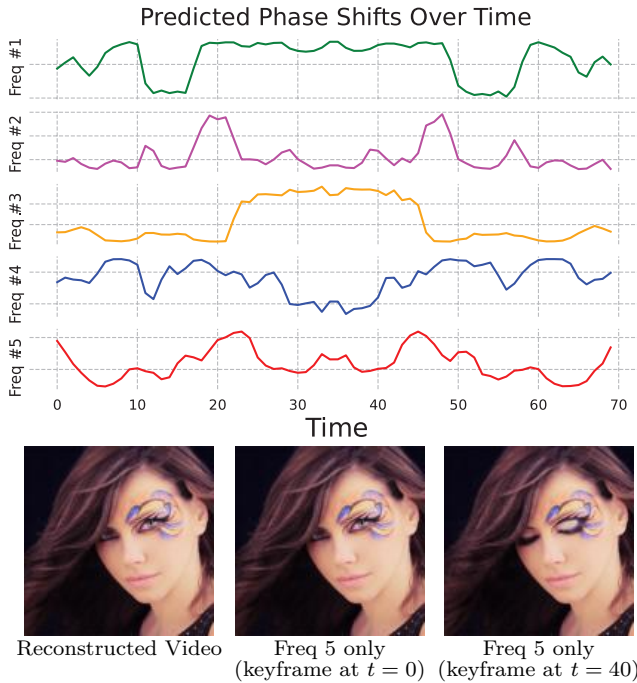 Predicted Phase Shifts Over Time
Freq #1
Freq #2
Freq #3
Freq #4
Freq #5
0 10 20 30 40 50 60 70
Time
Reconstructed Video
Freq 5 only
(keyframe at t = 0)
Freq 5 only
(keyframe at t = 40)